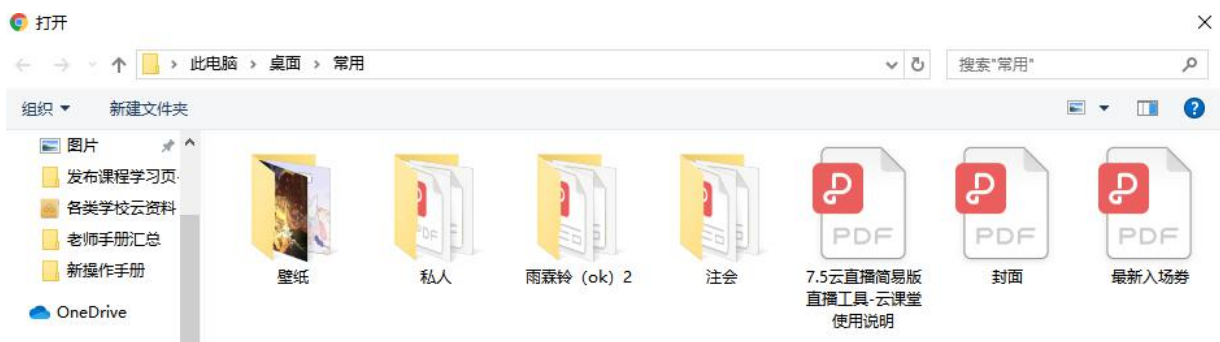 打开
此电脑 › 桌面 › 常用
搜索"常用"
组织
新建文件夹
图片
发布课程学习页
各类学校云资料
老师手册汇总
新操作手册
OneDrive
壁纸
私人
雨霖铃（ok）2
注会
PDF
7.5云直播简易版
直播工具-云课堂
使用说明
PDF
封面
PDF
最新入场券